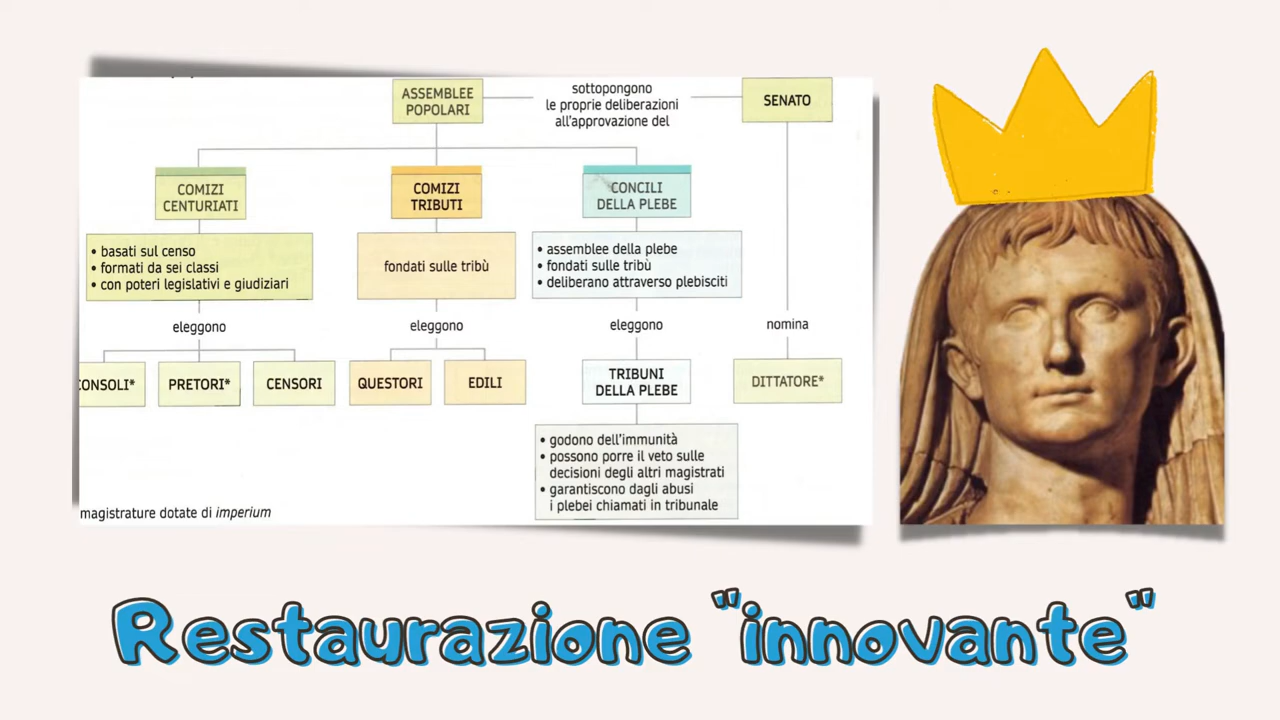 ASSEMBLEE
POPOLARI
sottopongono
le proprie deliberazioni
all'approvazione del
SENATO
COMIZI
CENTURIATI
COMIZI
TRIBUTI
CONCILI
DELLA PLEBE
• basati sul censo
• formati da sei classi
• con poteri legislativi e giudiziari
fondati sulle tribù
• assemblee della plebe
• fondati sulle tribù
• deliberano attraverso plebisciti
eleggono
eleggono
eleggono
nomina
ONSOLI*
PRETORI*
CENSORI
QUESTORI
EDILI
TRIBUNI
DELLA PLEBE
DITTATORE*
• godono dell'immunità
• possono porre il veto sulle
decisioni degli altri magistrati
• garantiscono dagli abusi
i plebei chiamati in tribunale
magistrature dotate di imperium
Restaurazione "innovante"